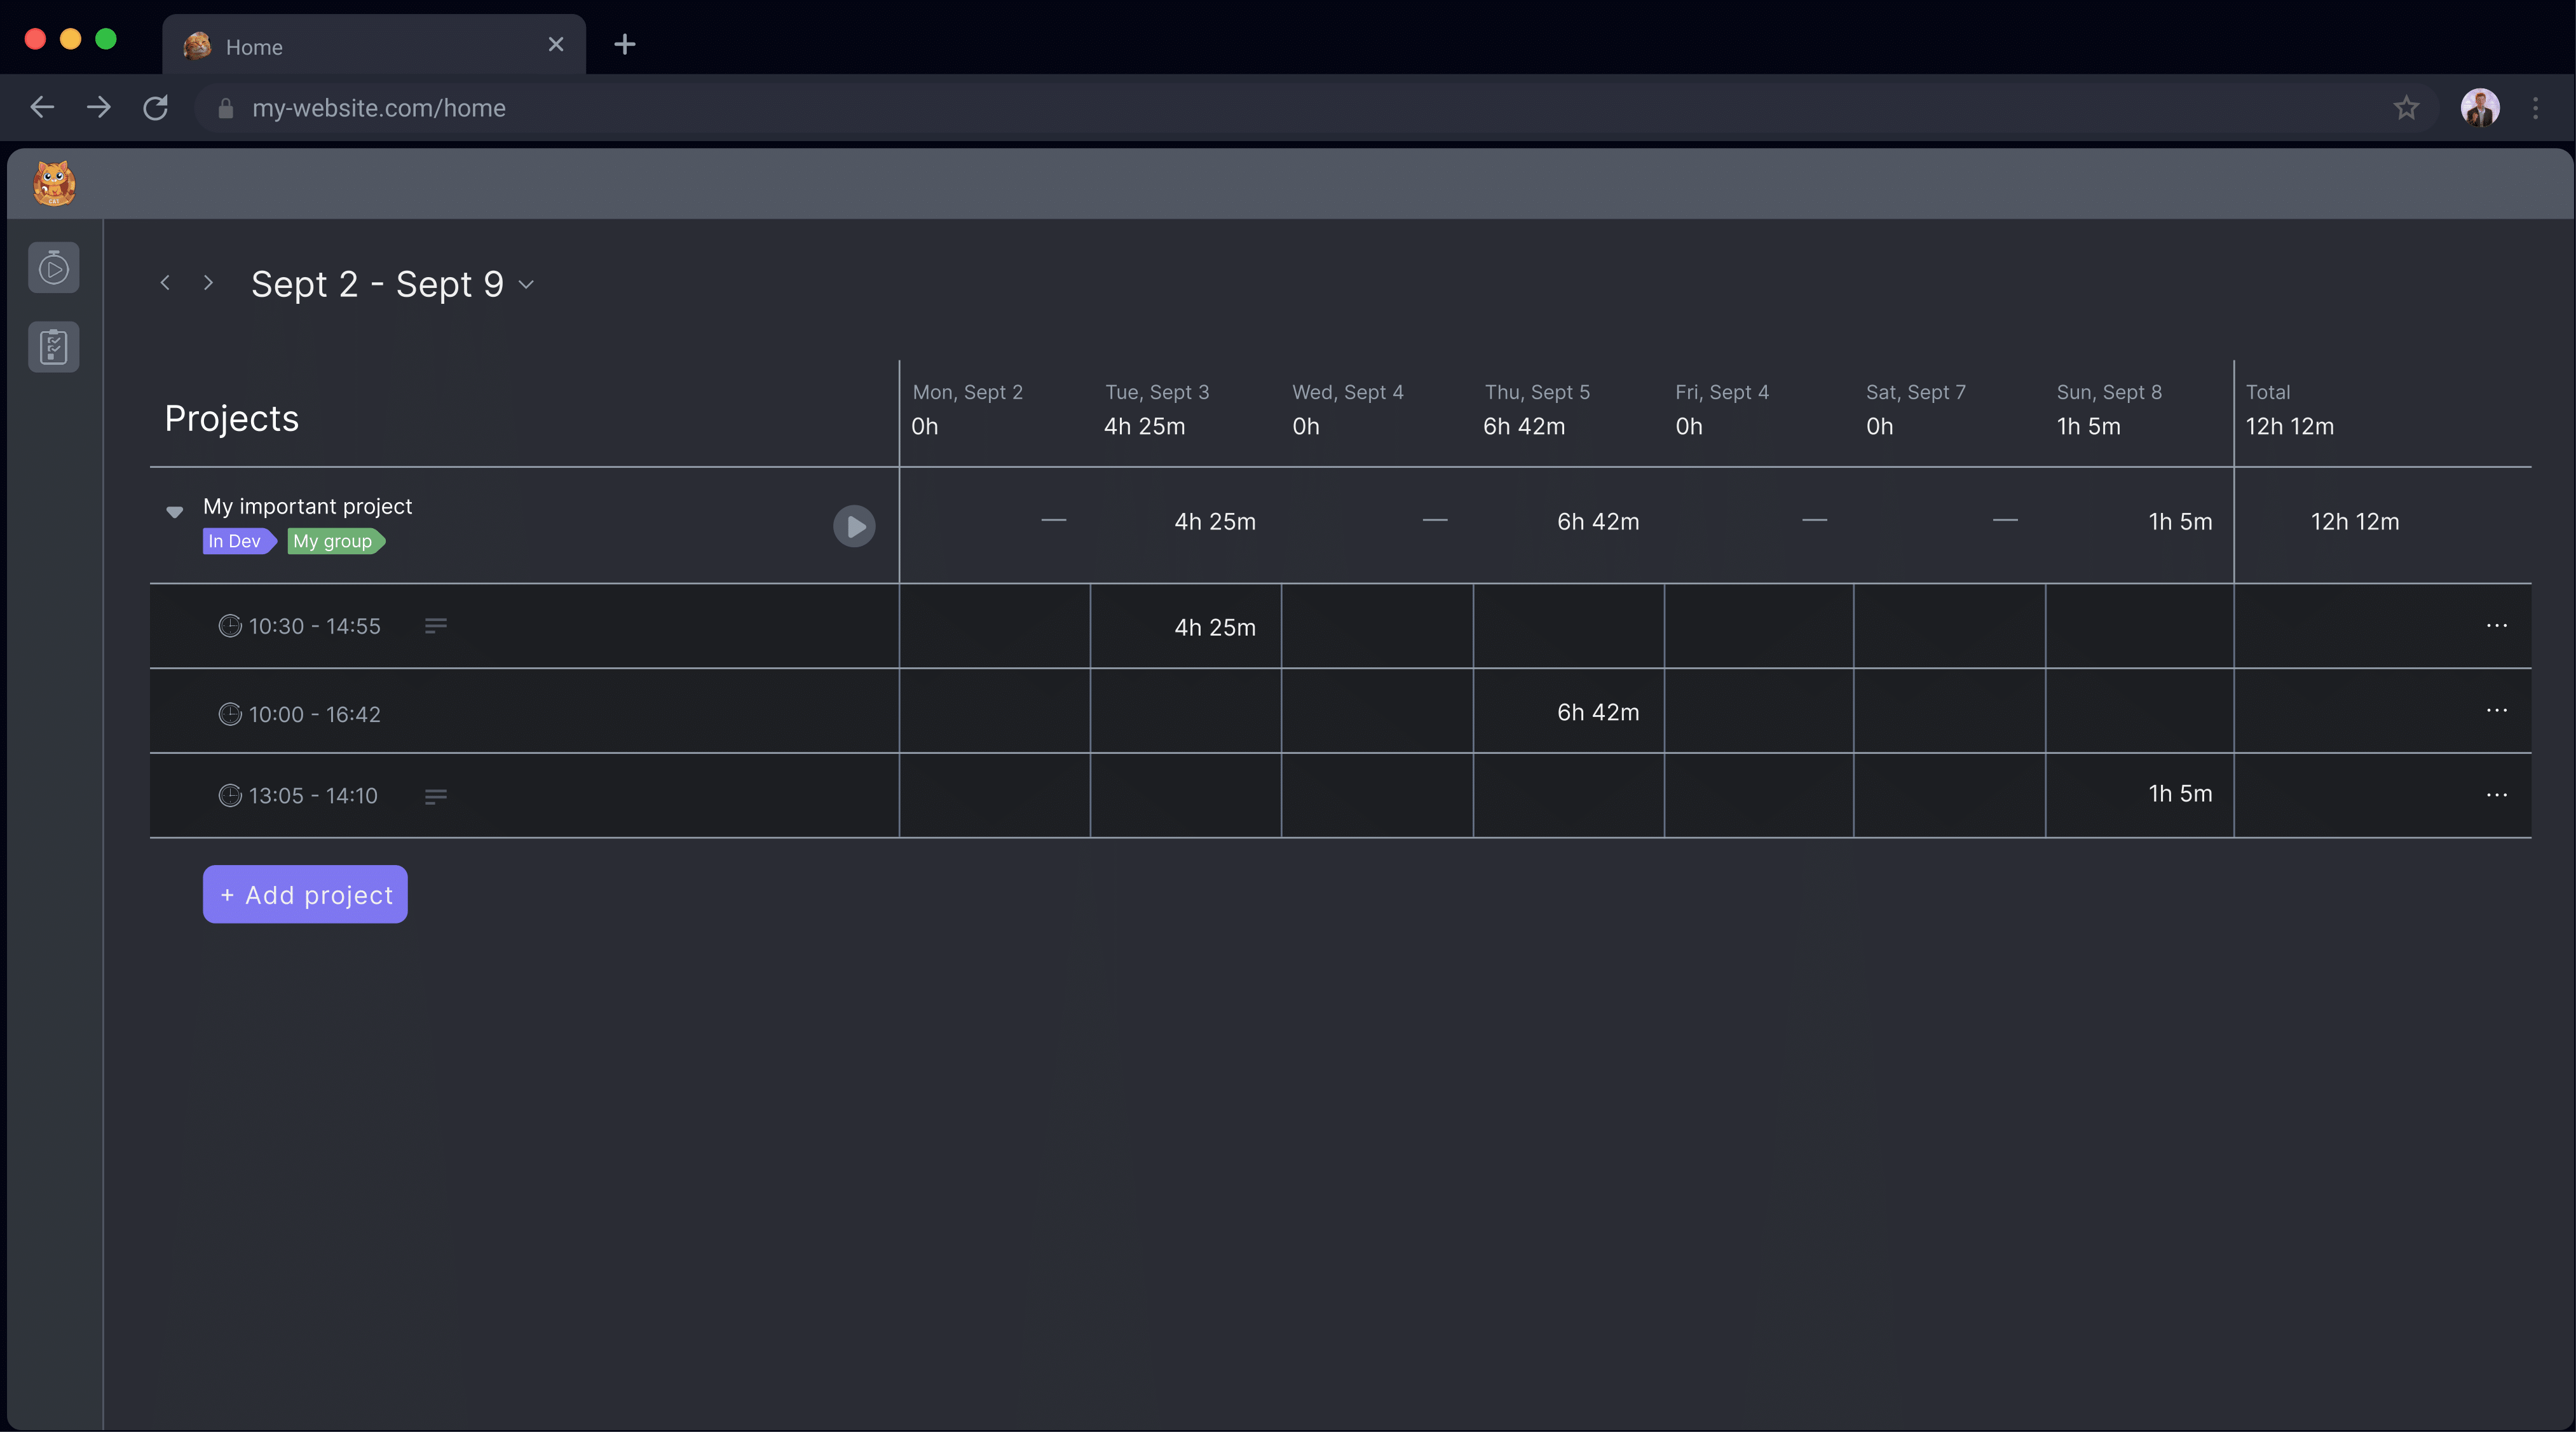 Home
my-website.com/home
CAT
Sept 2 - Sept 9
Projects
Mon, Sept 2
Tue, Sept 3
Wed, Sept 4
Thu, Sept 5
Fri, Sept 4
Sat, Sept 7
Sun, Sept 8
Total
0h
4h 25m
0h
6h 42m
0h
0h
1h 5m
12h 12m
My important project
In Dev
My group
—
4h 25m
—
6h 42m
—
—
1h 5m
12h 12m
10:30 - 14:55
4h 25m
...
10:00 - 16:42
6h 42m
...
13:05 - 14:10
1h 5m
...
+ Add project